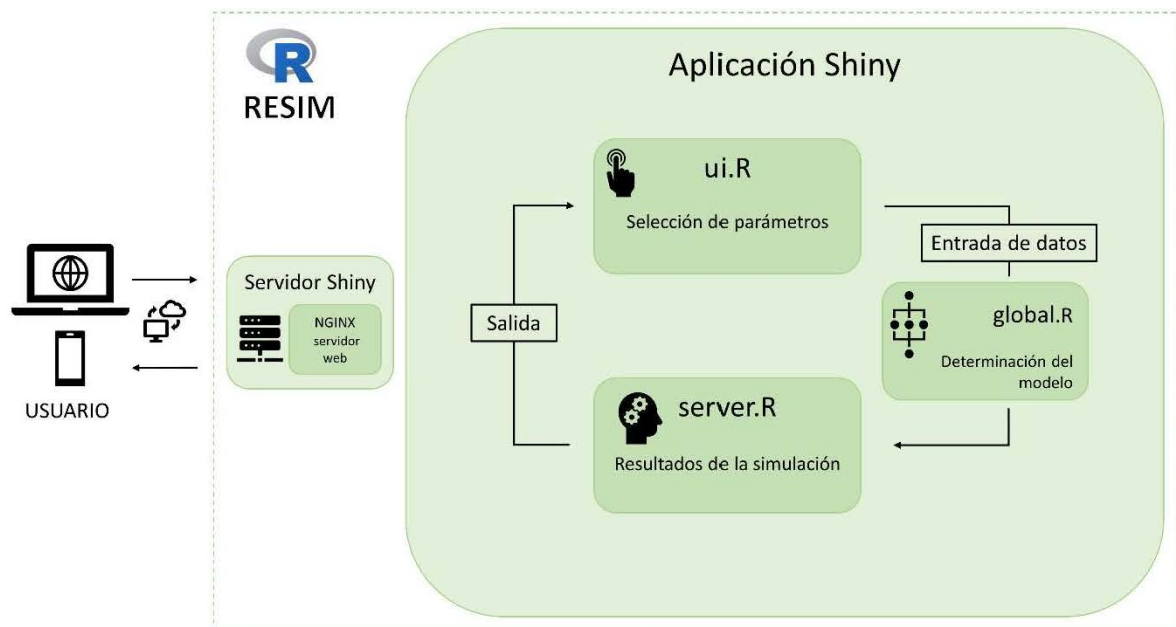 R
RESIM
Aplicación Shiny
ui.R
Selección de parámetros
Entrada de datos
global.R
Determinación del
modelo
server.R
Resultados de la simulación
Salida
Servidor Shiny
NGINX
servidor
web
USUARIO